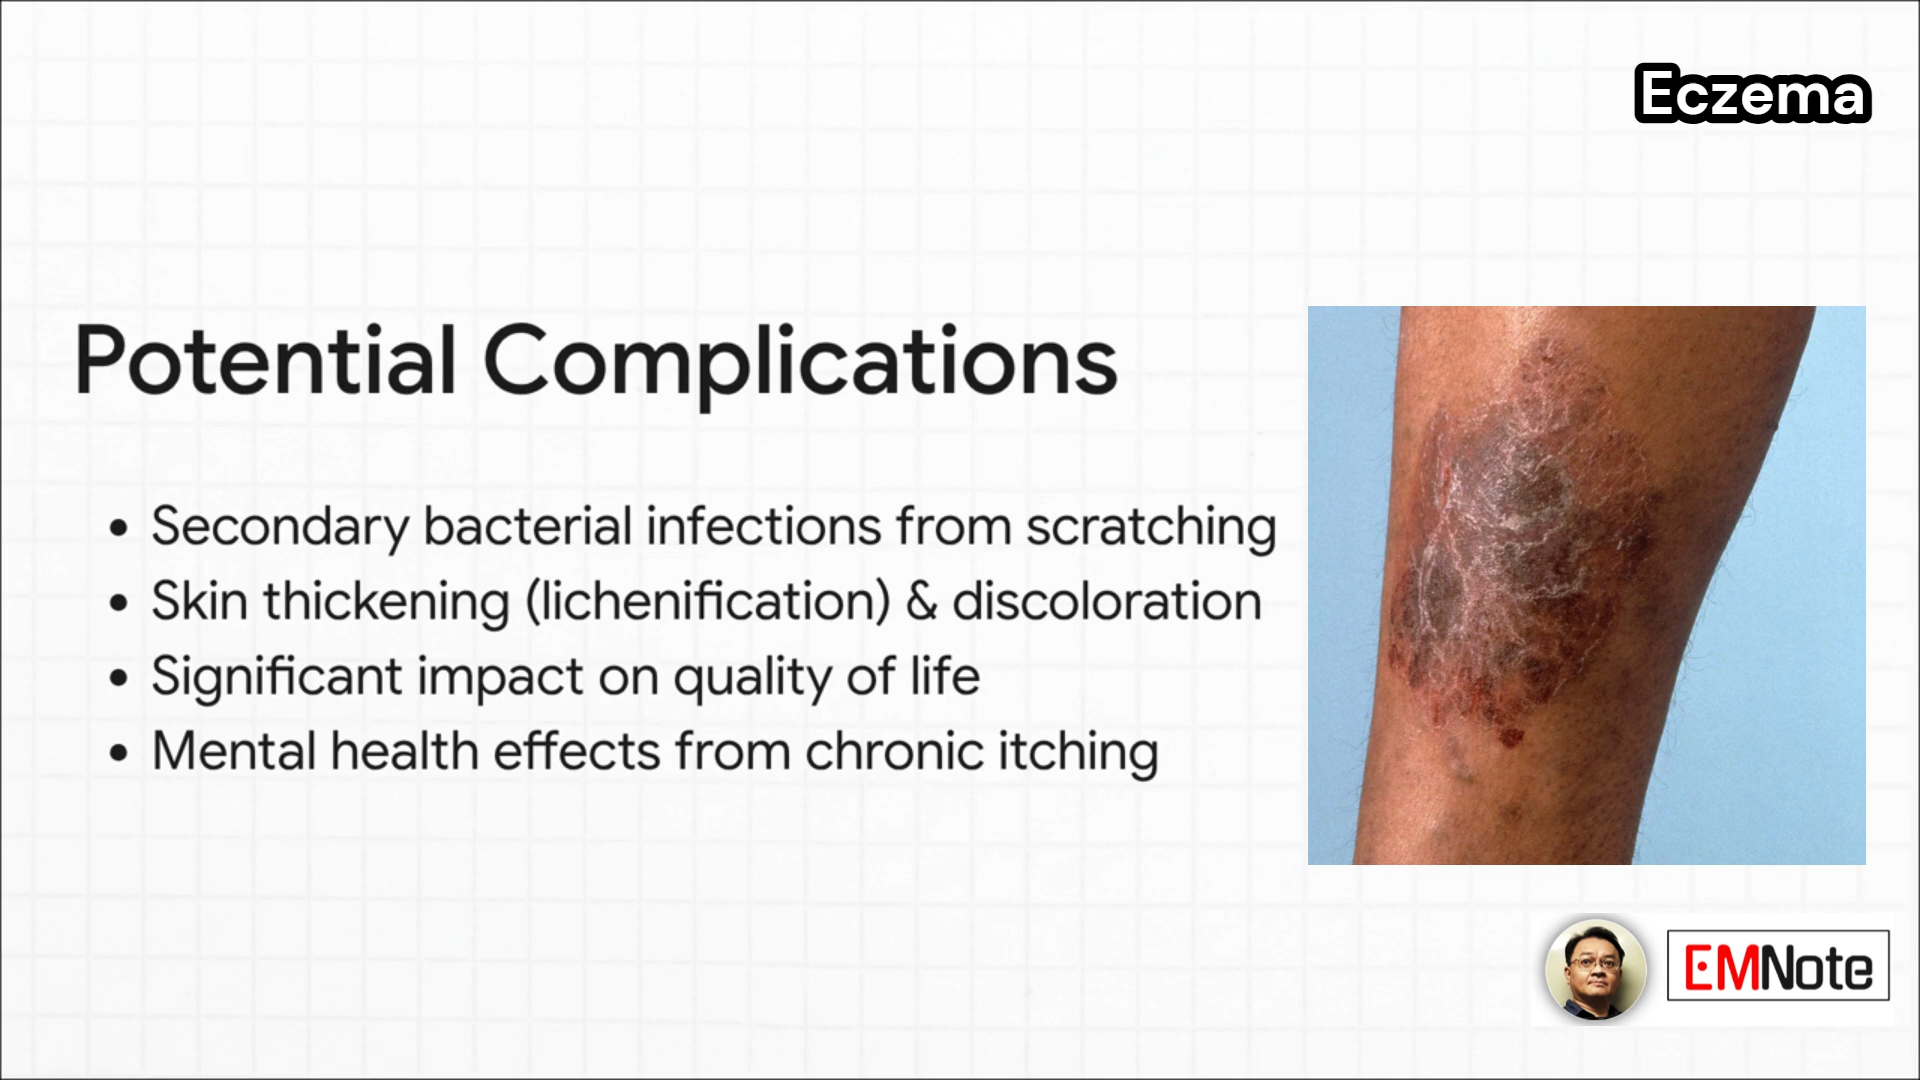 Eczema
Potential Complications
• Secondary bacterial infections from scratching
• Skin thickening (lichenification) & discoloration
• Significant impact on quality of life
• Mental health effects from chronic itching
EMNote